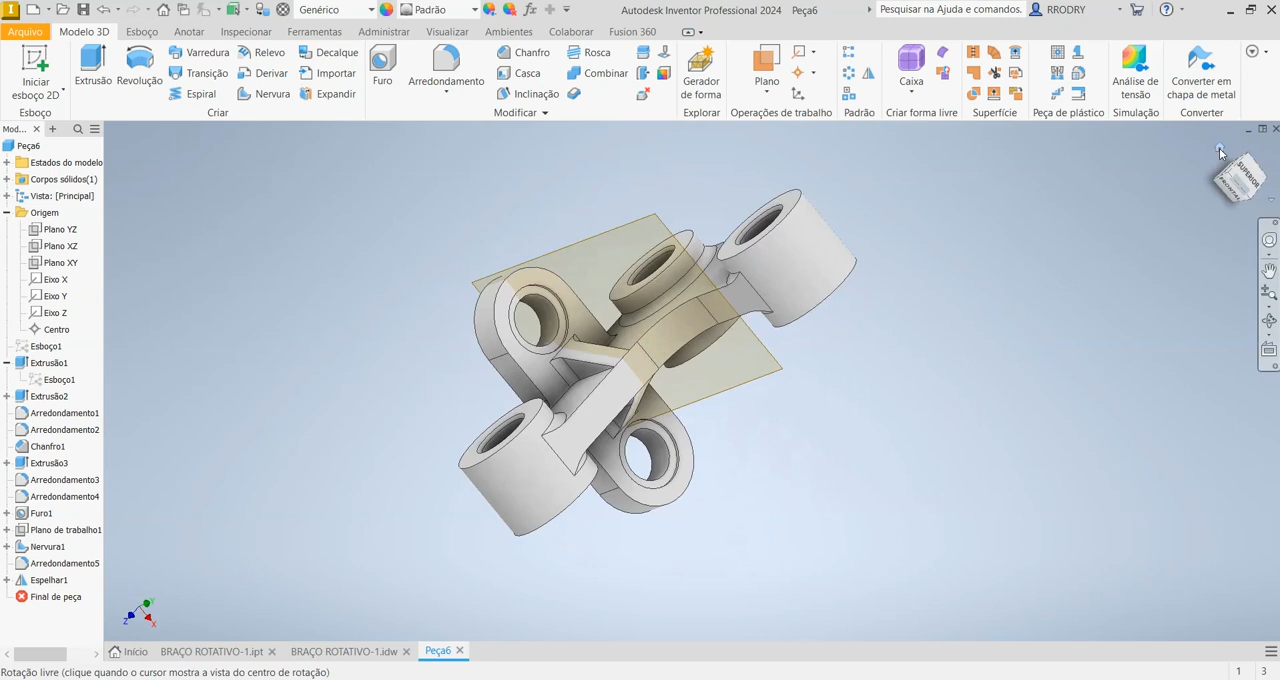 Genérico
Padrão
Autodesk Inventor Professional 2024 Peça6
Pesquisar na Ajuda e comandos.
RRODRY
Arquivo Modelo 3D Esboço Anotar Inspecionar Ferramentas Administrar Visualizar Ambientes Colaborar Fusion 360
Iniciar
esboço 2D
Esboço
Extrusão
Revolução
Varredura
Transição
Espiral
Relevo
Derivar
Nervura
Decalque
Importar
Expandir
Criar
Furo
Arredondamento
Chanfro
Casca
Inclinação
Rosca
Combinar
Modificar
Gerador
de forma
Explorar
Plano
Operações de trabalho
Padrão
Caixa
Criar forma livre
Superfície
Peça de plástico
Análise de
tensão
Simulação
Converter em
chapa de metal
Converter
Mod...
Peça6
Estados do modelo
Corpos sólidos(1)
Vista: [Principal]
Origem
Plano YZ
Plano XZ
Plano XY
Eixo X
Eixo Y
Eixo Z
Centro
Esboço1
Extrusão1
Esboço1
Extrusão2
Arredondamento1
Arredondamento2
Chanfro1
Extrusão3
Arredondamento3
Arredondamento4
Furo1
Plano de trabalho1
Nervura1
Arredondamento5
Espelhar1
Final de peça
SUPERIOR
FRONTAL
Y
Z
X
Início
BRAÇO ROTATIVO-1.ipt
BRAÇO ROTATIVO-1.idw
Peça6
Rotação livre (clique quando o cursor mostra a vista do centro de rotação)
1 3